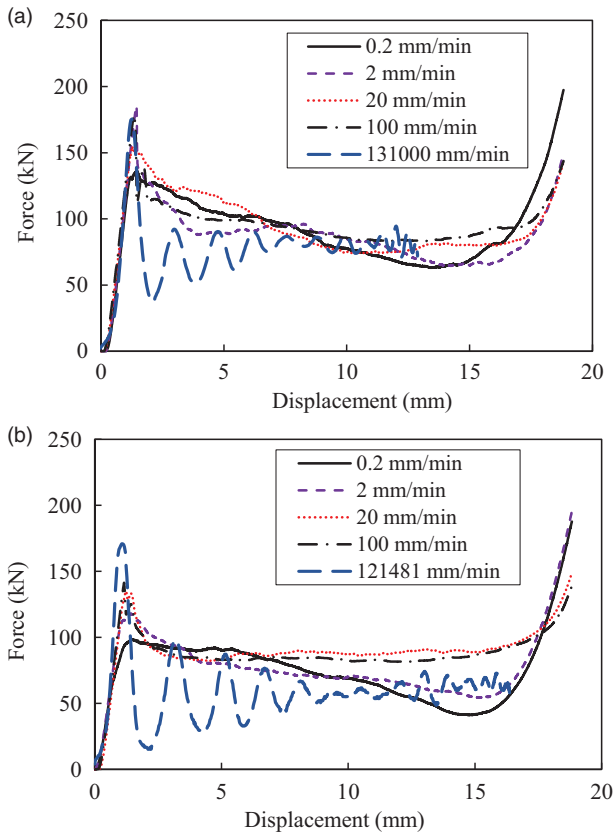 (a)
250
200
150
100
50
0
Force (kN)
0.2 mm/min
2 mm/min
20 mm/min
100 mm/min
131000 mm/min
0 5 10 15 20
Displacement (mm)
(b)
250
200
150
100
50
0
Force (kN)
0.2 mm/min
2 mm/min
20 mm/min
100 mm/min
121481 mm/min
0 5 10 15 20
Displacement (mm)